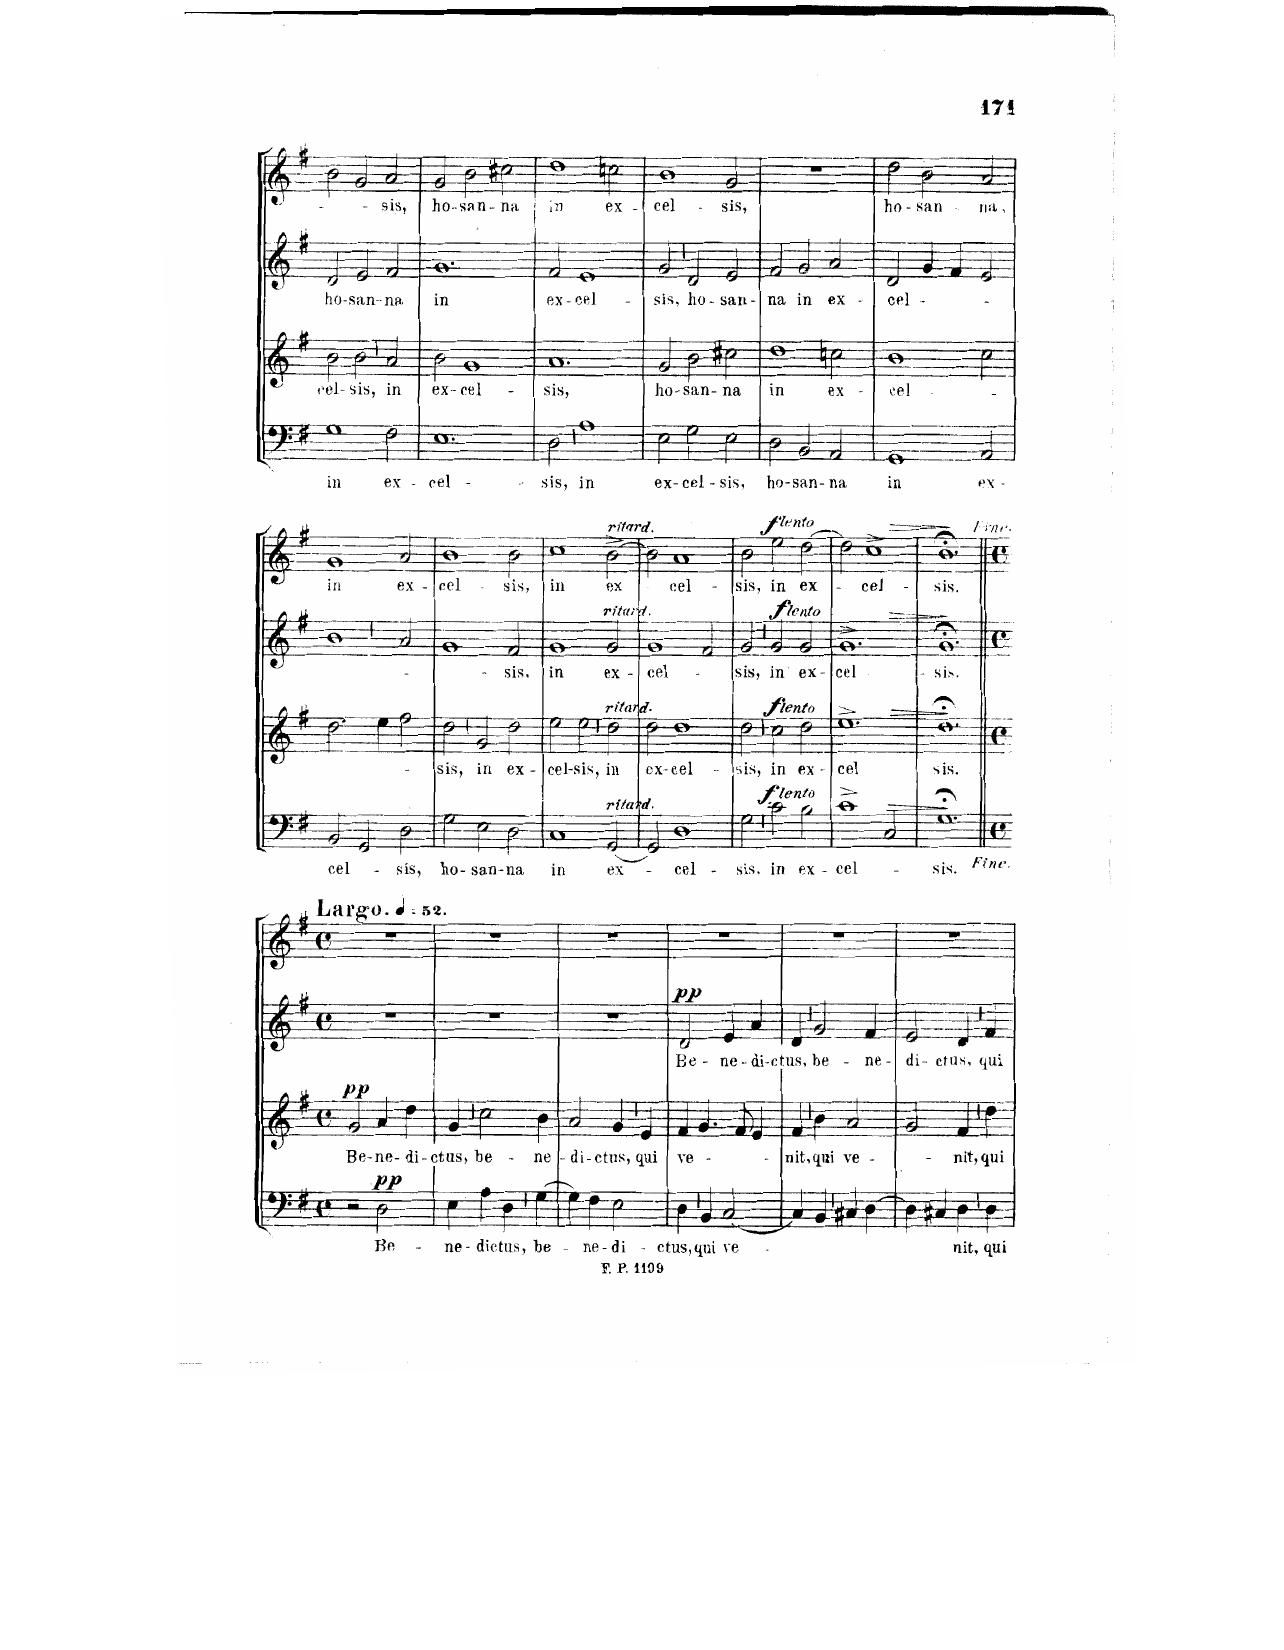 171
- - sis, ho-san-na in ex - cel - sis, ho - san - na,
ho-san-na in ex-cel - sis, ho-san-na in ex - cel - -
cel-sis, in ex-cel - sis, ho-san-na in ex - cel - -
in ex - cel - - sis, in ex-cel-sis, ho-san-na in ex -
ritard. f lento Fine.
in ex - cel - sis, in ex cel - sis, in ex - cel - sis.
ritard. f lento
- - sis, in ex - cel - sis, in ex - cel - sis.
ritard. f lento
- sis, in ex - cel-sis, in ex-cel - sis, in ex - cel sis.
ritard. f lento
cel - sis, ho-san-na in ex - cel - sis, in ex - cel - sis. Fine.
Largo. ♩ = 52.
pp
Be - ne - di-ctus, be - ne - di - ctus, qui
pp
Be-ne-di-ctus, be - ne - di-ctus, qui ve - - nit, qui ve - - nit, qui
pp
Be - ne - dictus, be - ne - di - ctus, qui ve - nit, qui
F. P. 1199